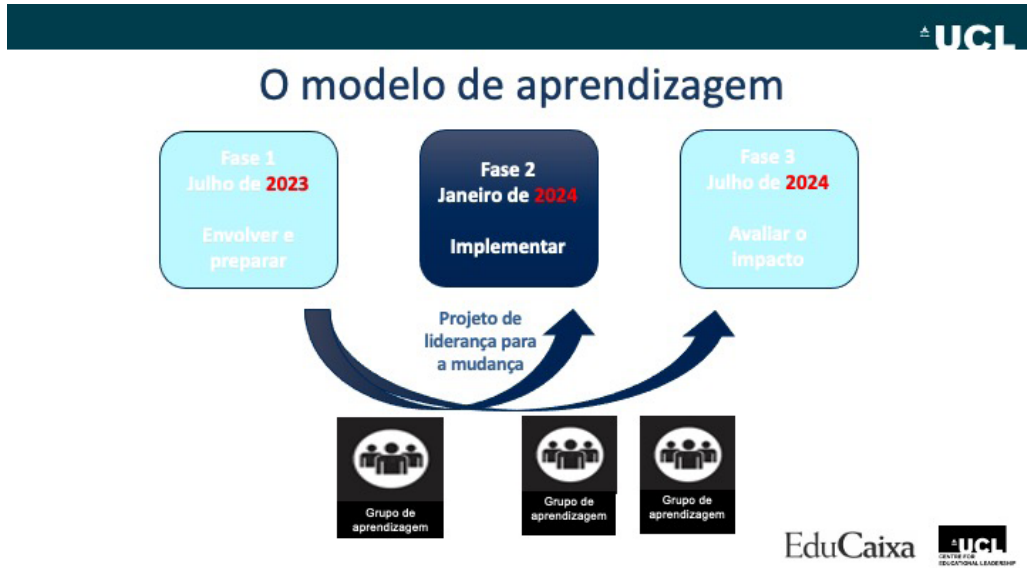 UCL
O modelo de aprendizagem
Fase 1
Julho de 2023
Envolver e
preparar
Fase 2
Janeiro de 2024
Implementar
Fase 3
Julho de 2024
Avaliar o
impacto
Projeto de
liderança para
a mudança
Grupo de
aprendizagem
Grupo de
aprendizagem
Grupo de
aprendizagem
EduCaixa
UCL
CENTRE FOR
EDUCATIONAL LEADERSHIP